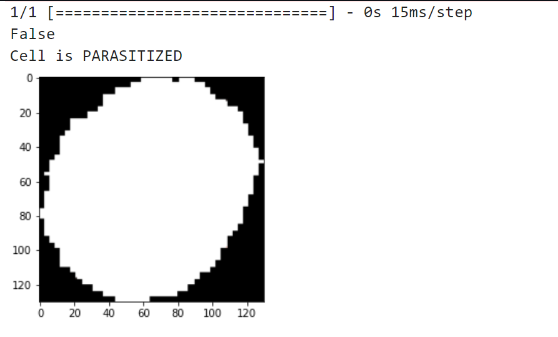 1/1 [==============================] - 0s 15ms/step
False
Cell is PARASITIZED
0
20
40
60
80
100
120
0 20 40 60 80 100 120